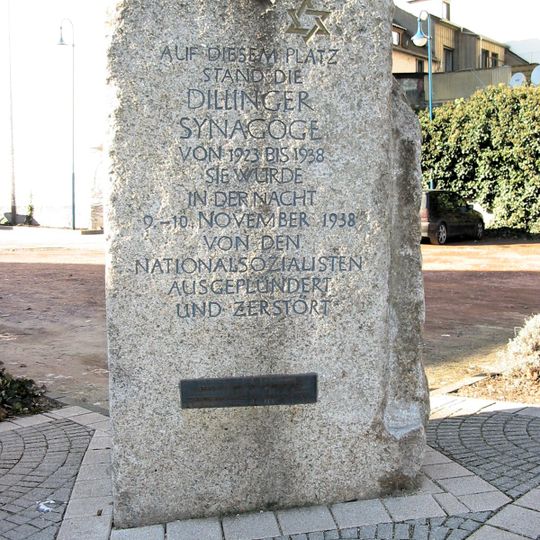 AUF DIESEM PLATZ
STAND DIE
DILLINGER
SYNAGOGE
VON 1923 BIS 1938
SIE WURDE
IN DER NACHT
9.–10. NOVEMBER 1938
VON DEN
NATIONALSOZIALISTEN
AUSGEPLÜNDERT
UND ZERSTÖRT